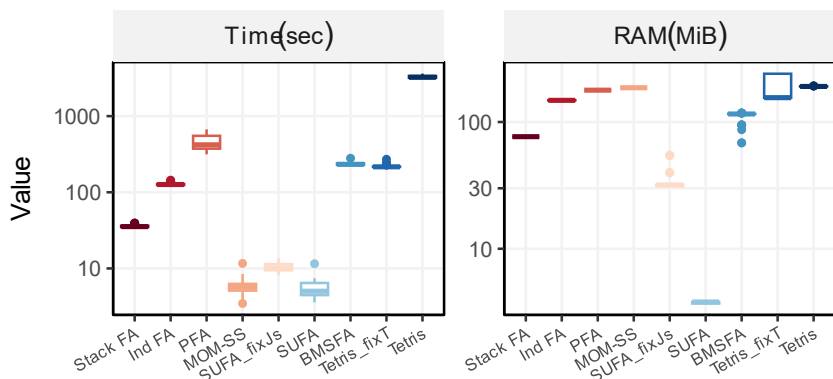 Time(sec)
RAM(MiB)
Value
1000
100
10
100
30
10
Stack FA
Ind FA
PFA
MOM-SS
SUFA_fixJs
SUFA
BMSFA
Tetris_fixT
Tetris
Stack FA
Ind FA
PFA
MOM-SS
SUFA_fixJs
SUFA
BMSFA
Tetris_fixT
Tetris